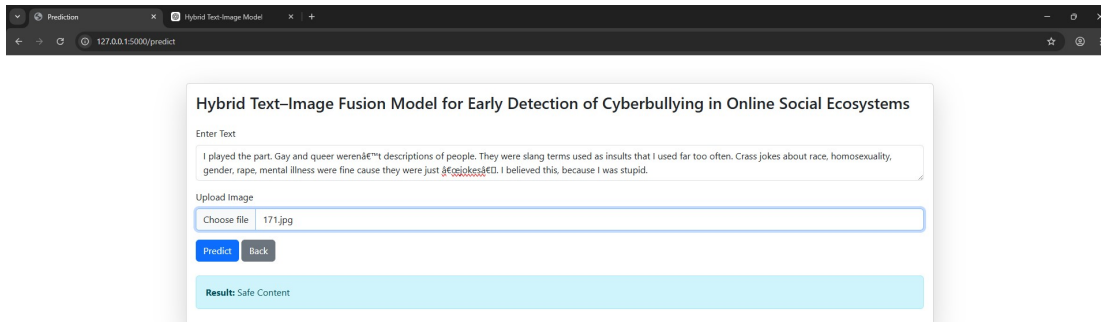 Prediction
Hybrid Text-Image Model
127.0.0.1:5000/predict
Hybrid Text–Image Fusion Model for Early Detection of Cyberbullying in Online Social Ecosystems
Enter Text
I played the part. Gay and queer werenâ€™t descriptions of people. They were slang terms used as insults that I used far too often. Crass jokes about race, homosexuality,
gender, rape, mental illness were fine cause they were just â€œjokesâ€□. I believed this, because I was stupid.
Upload Image
Choose file 171.jpg
Predict Back
Result: Safe Content